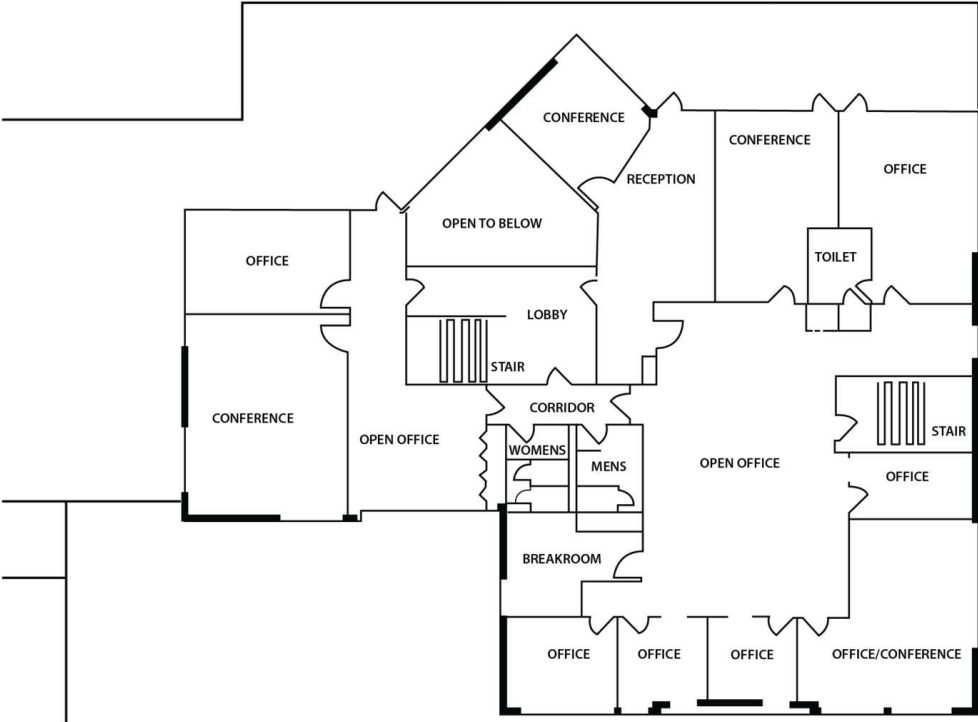 CONFERENCE
CONFERENCE
RECEPTION
OFFICE
OPEN TO BELOW
OFFICE
TOILET
LOBBY
STAIR
CONFERENCE
CORRIDOR
OPEN OFFICE
STAIR
WOMENS
MENS
OPEN OFFICE
OFFICE
BREAKROOM
OFFICE
OFFICE
OFFICE
OFFICE/CONFERENCE